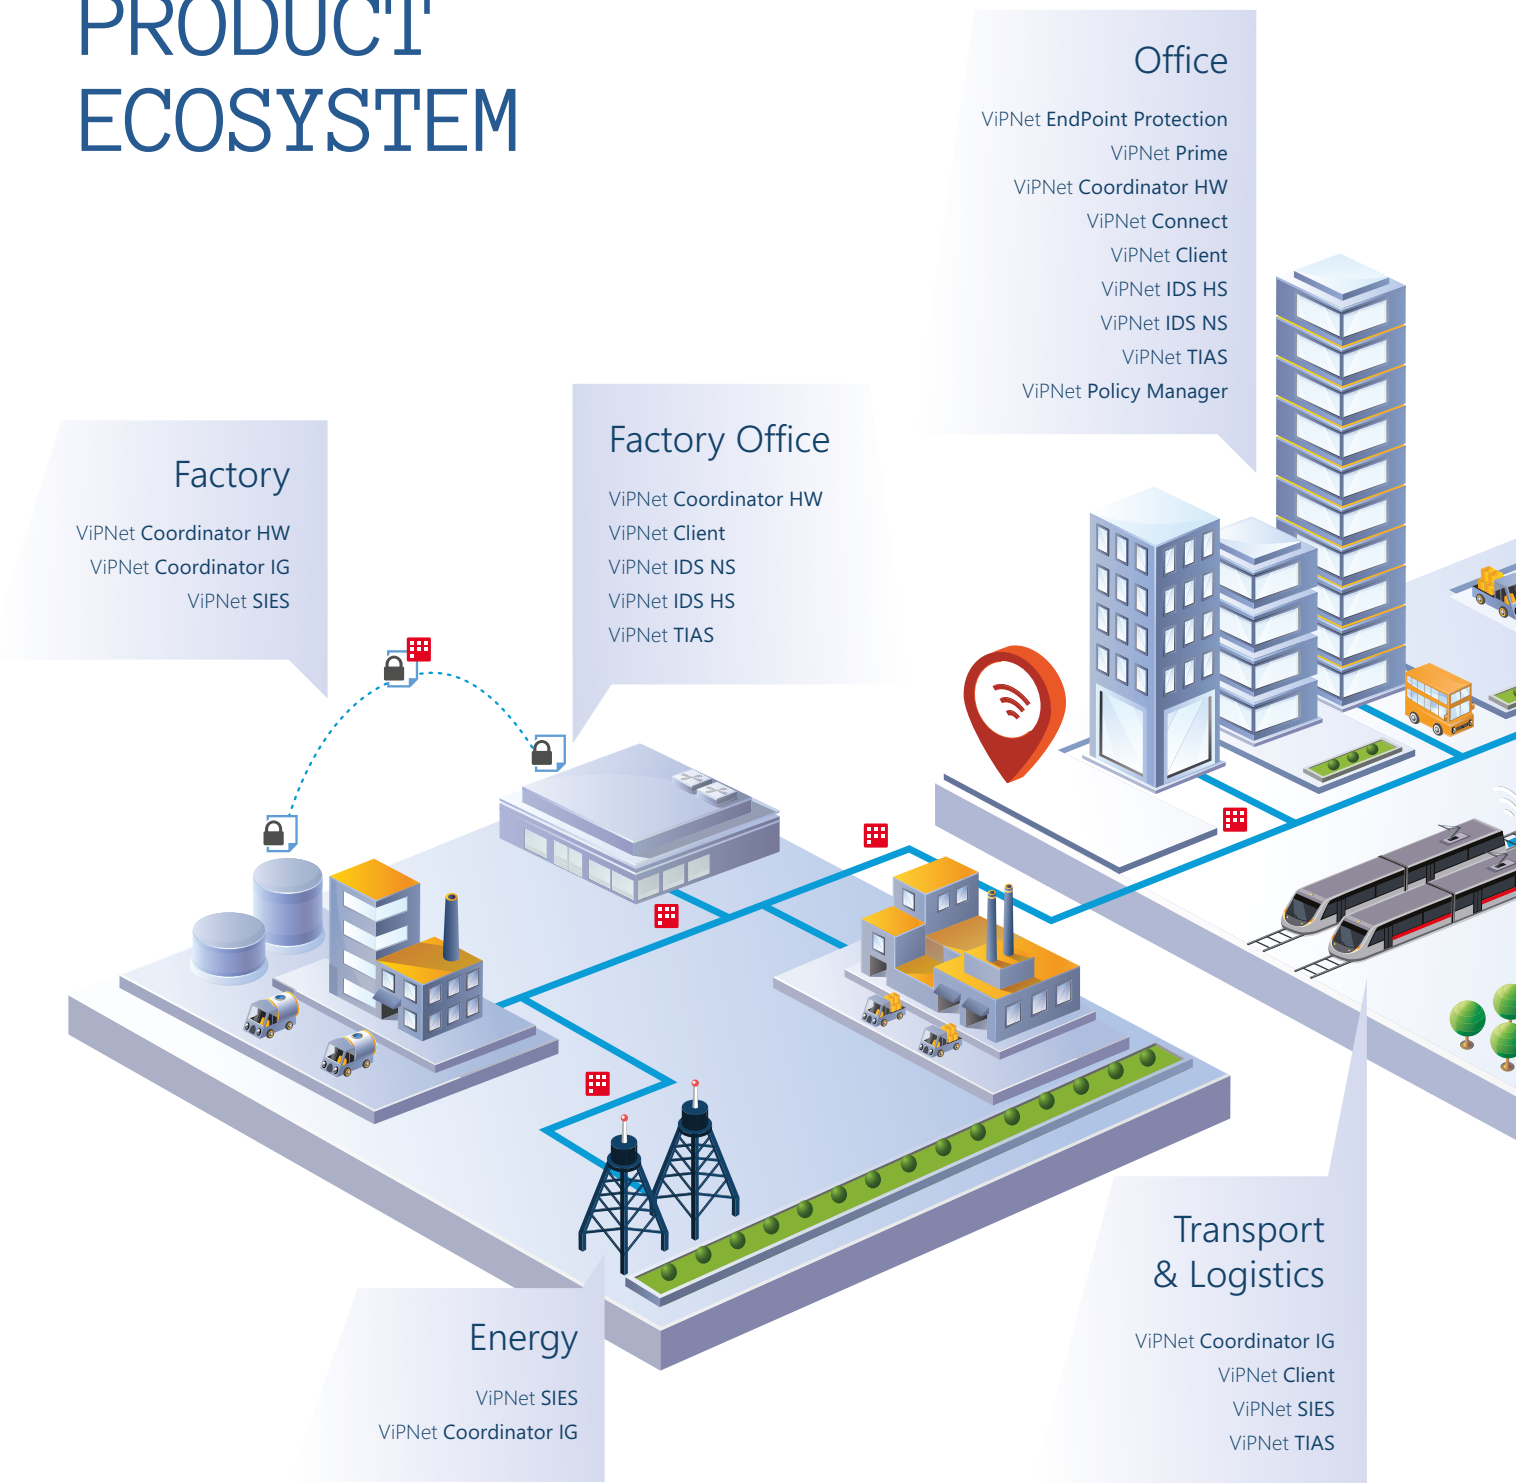 PRODUCT
ECOSYSTEM
Office
ViPNet EndPoint Protection
ViPNet Prime
ViPNet Coordinator HW
ViPNet Connect
ViPNet Client
ViPNet IDS HS
ViPNet IDS NS
ViPNet TIAS
ViPNet Policy Manager
Factory Office
ViPNet Coordinator HW
ViPNet Client
ViPNet IDS NS
ViPNet IDS HS
ViPNet TIAS
Factory
ViPNet Coordinator HW
ViPNet Coordinator IG
ViPNet SIES
Transport
& Logistics
ViPNet Coordinator IG
ViPNet Client
ViPNet SIES
ViPNet TIAS
Energy
ViPNet SIES
ViPNet Coordinator IG